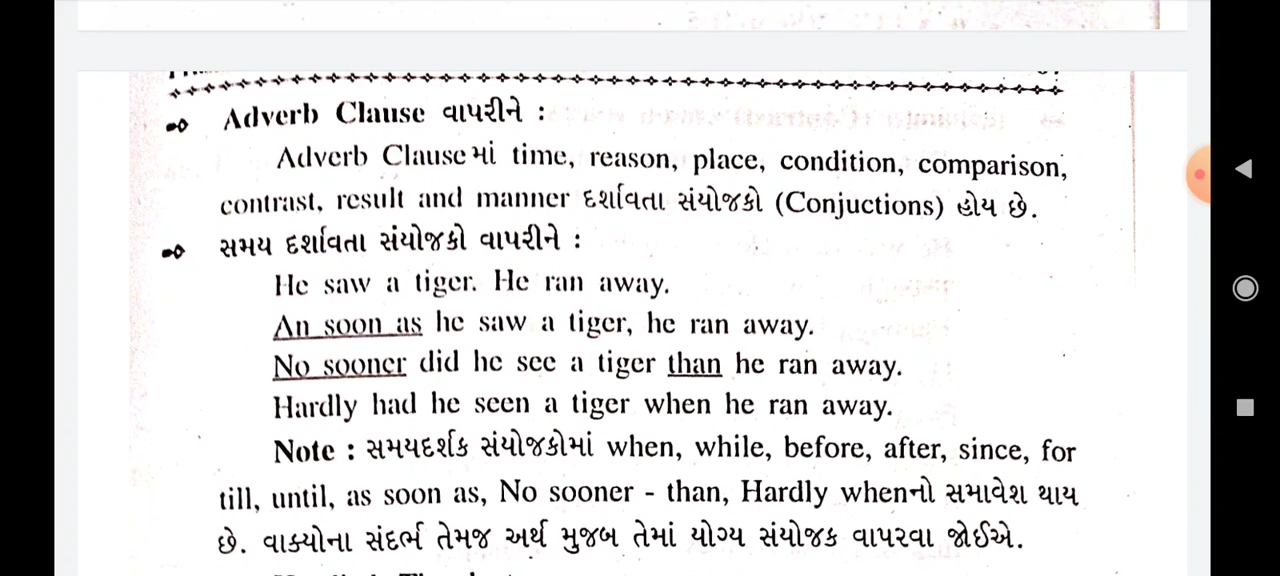 Adverb Clause વાપરીને :
Adverb Clauseમાં time, reason, place, condition, comparison,
contrast, result and manner દર્શાવતા સંયોજકો (Conjuctions) હોય છે.
સમય દર્શાવતા સંયોજકો વાપરીને :
He saw a tiger. He ran away.
An soon as he saw a tiger, he ran away.
No sooner did he see a tiger than he ran away.
Hardly had he seen a tiger when he ran away.
Note : સમયદર્શક સંયોજકોમાં when, while, before, after, since, for
till, until, as soon as, No sooner - than, Hardly whenનો સમાવેશ થાય
છે. વાક્યોના સંદર્ભ તેમજ અર્થ મુજબ તેમાં યોગ્ય સંયોજક વાપરવા જોઈએ.